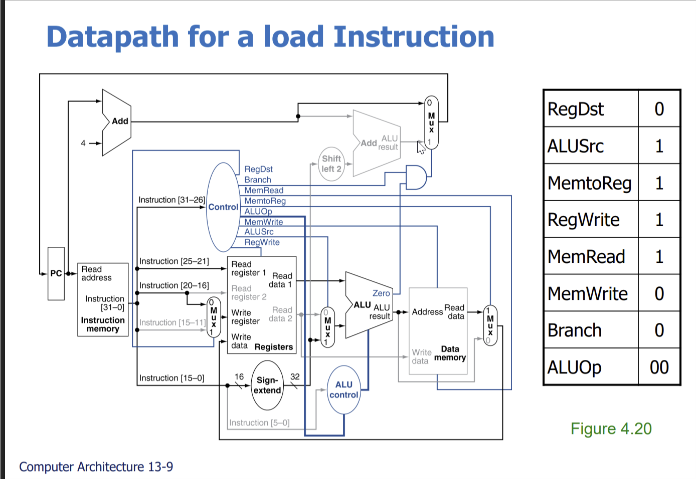 Datapath for a load Instruction
0
M
u
x
1
Add
4
Add
ALU
result
Shift
left 2
RegDst
Branch
MemRead
MemtoReg
ALUOp
MemWrite
ALUSrc
RegWrite
Instruction [31–26]
Control
Instruction [25–21]
Instruction [20–16]
Instruction [15–11]
Instruction [15–0]
Instruction [5–0]
PC
Read
address
Instruction
[31–0]
Instruction
memory
0
M
u
x
1
Read
register 1
Read
register 2
Write
register
Write
data
Read
data 1
Read
data 2
Registers
0
M
u
x
1
Zero
ALU
ALU
result
Address
Read
data
Write
data
Data
memory
1
M
u
x
0
16
Sign-
extend
32
ALU
control
RegDst 0
ALUSrc 1
MemtoReg 1
RegWrite 1
MemRead 1
MemWrite 0
Branch 0
ALUOp 00
Figure 4.20
Computer Architecture 13-9